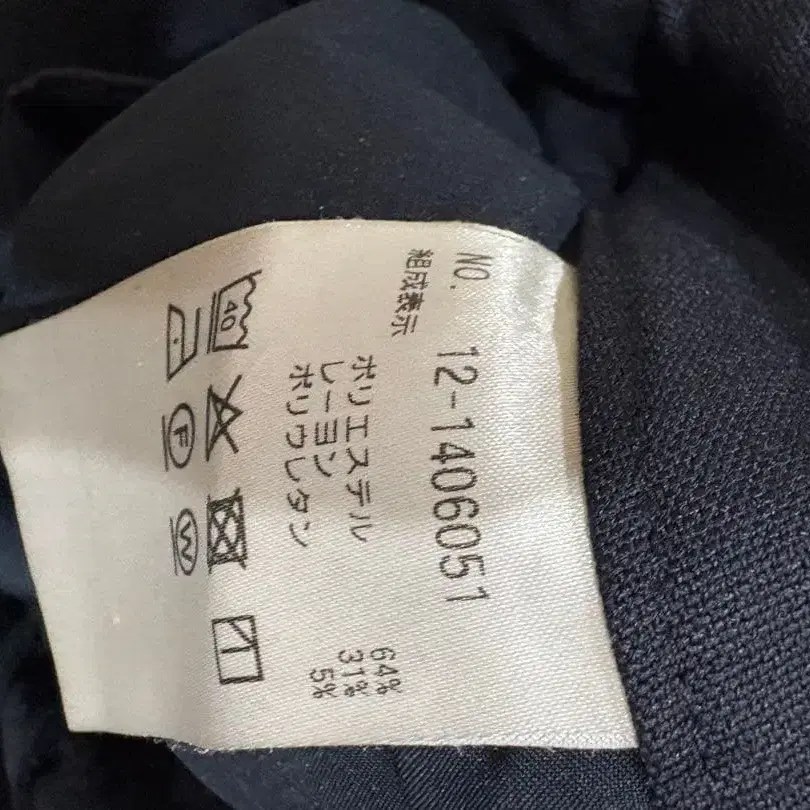 NO. 12-1406051
組成表示
ポリエステル 64%
レーヨン 31%
ポリウレタン 5%
40
F W